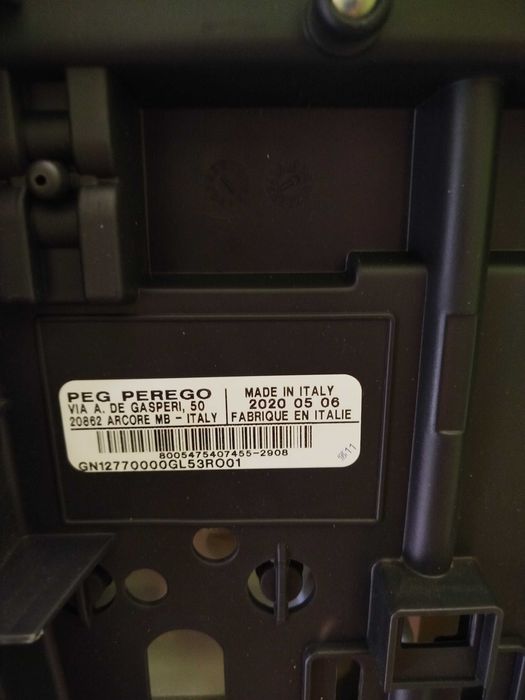 PEG PEREGO
VIA A. DE GASPERI, 50
20862 ARCORE MB - ITALY
MADE IN ITALY
2020 05 06
FABRIQUE EN ITALIE
8005475407455-2908
GN12770000GL53RO01